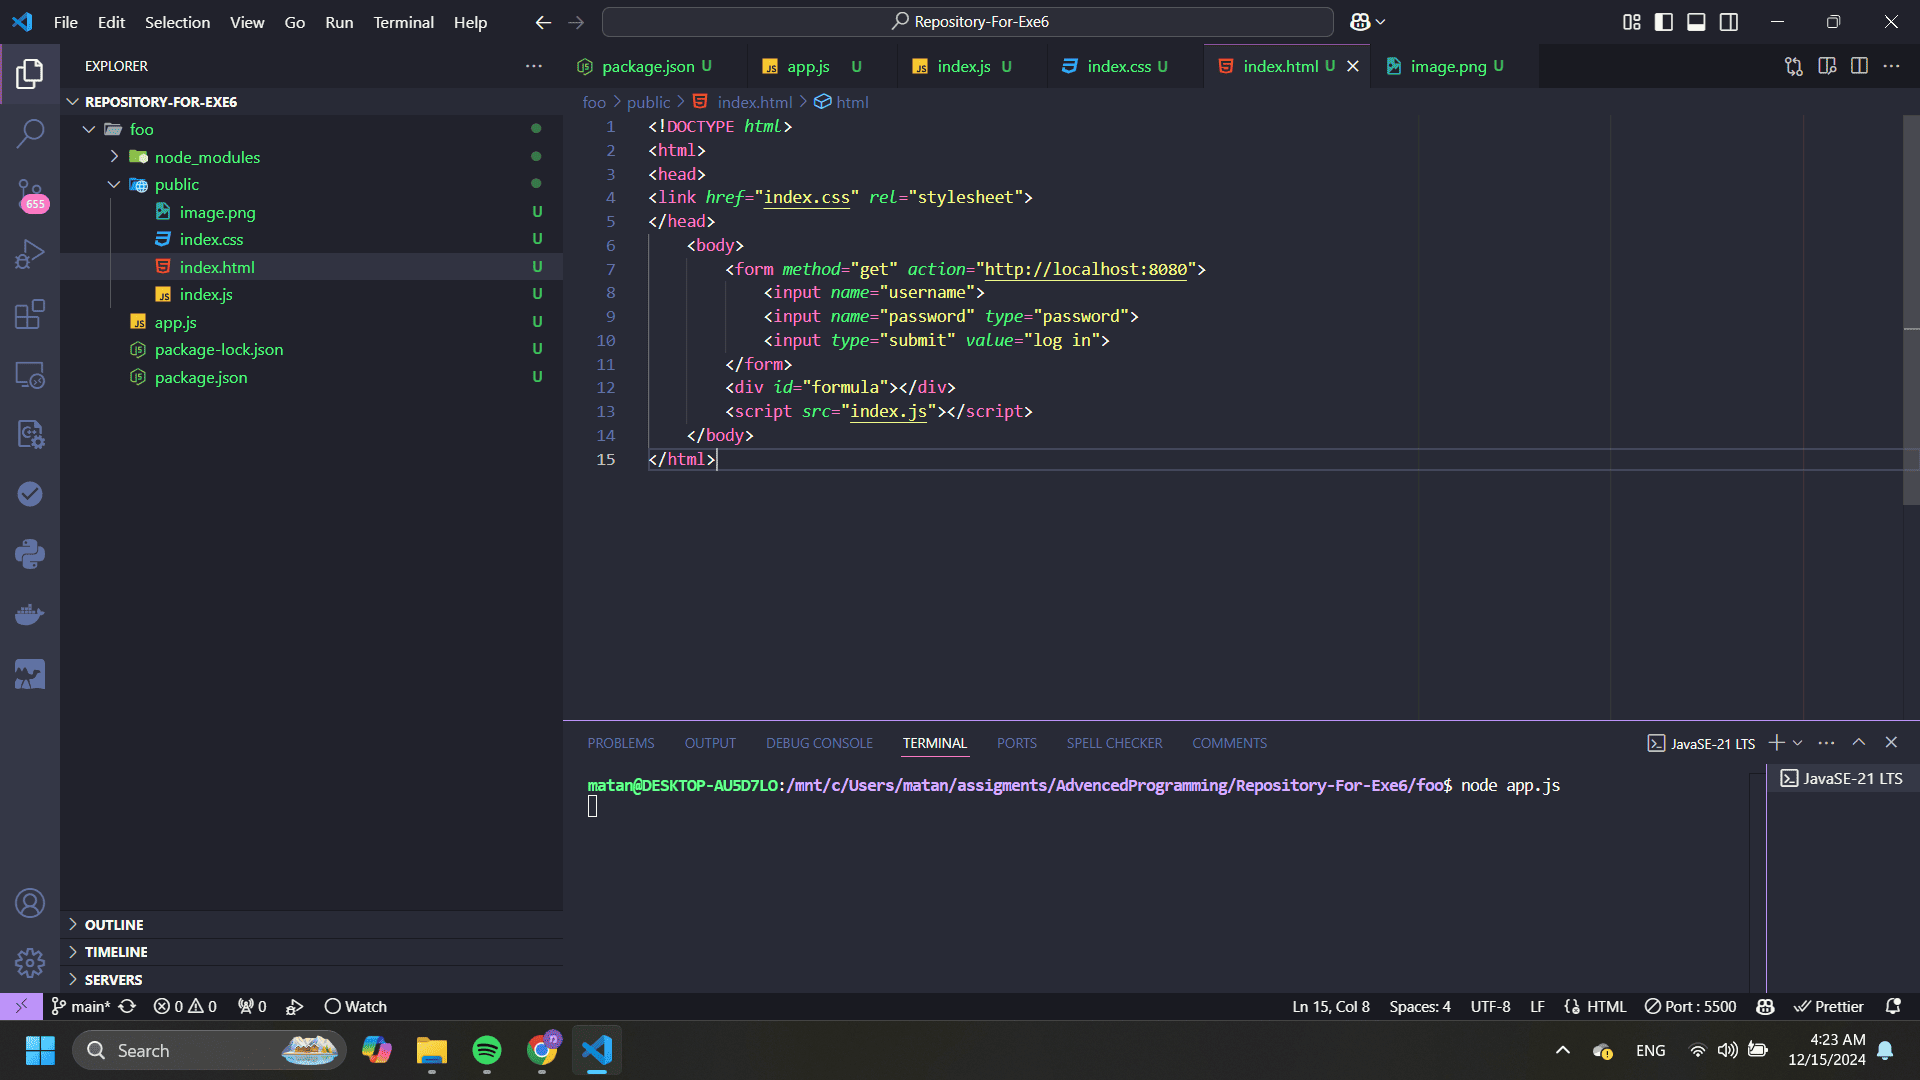 File Edit Selection View Go Run Terminal Help
Repository-For-Exe6
EXPLORER
package.json U
app.js U
index.js U
index.css U
index.html U
image.png U
REPOSITORY-FOR-EXE6
foo
node_modules
public
image.png U
index.css U
index.html U
index.js U
app.js U
package-lock.json U
package.json U
655
OUTLINE
TIMELINE
SERVERS
foo > public > index.html > html
1 <!DOCTYPE html>
2 <html>
3 <head>
4 <link href="index.css" rel="stylesheet">
5 </head>
6 <body>
7 <form method="get" action="http://localhost:8080">
8 <input name="username">
9 <input name="password" type="password">
10 <input type="submit" value="log in">
11 </form>
12 <div id="formula"></div>
13 <script src="index.js"></script>
14 </body>
15 </html>
PROBLEMS OUTPUT DEBUG CONSOLE TERMINAL PORTS SPELL CHECKER COMMENTS
JavaSE-21 LTS
matan@DESKTOP-AU5D7LO:/mnt/c/Users/matan/assigments/AdvencedProgramming/Repository-For-Exe6/foo$ node app.js
JavaSE-21 LTS
main* 0 0 0 Watch
Ln 15, Col 8 Spaces: 4 UTF-8 LF HTML Port : 5500 Prettier
Search
n
ENG
4:23 AM
12/15/2024